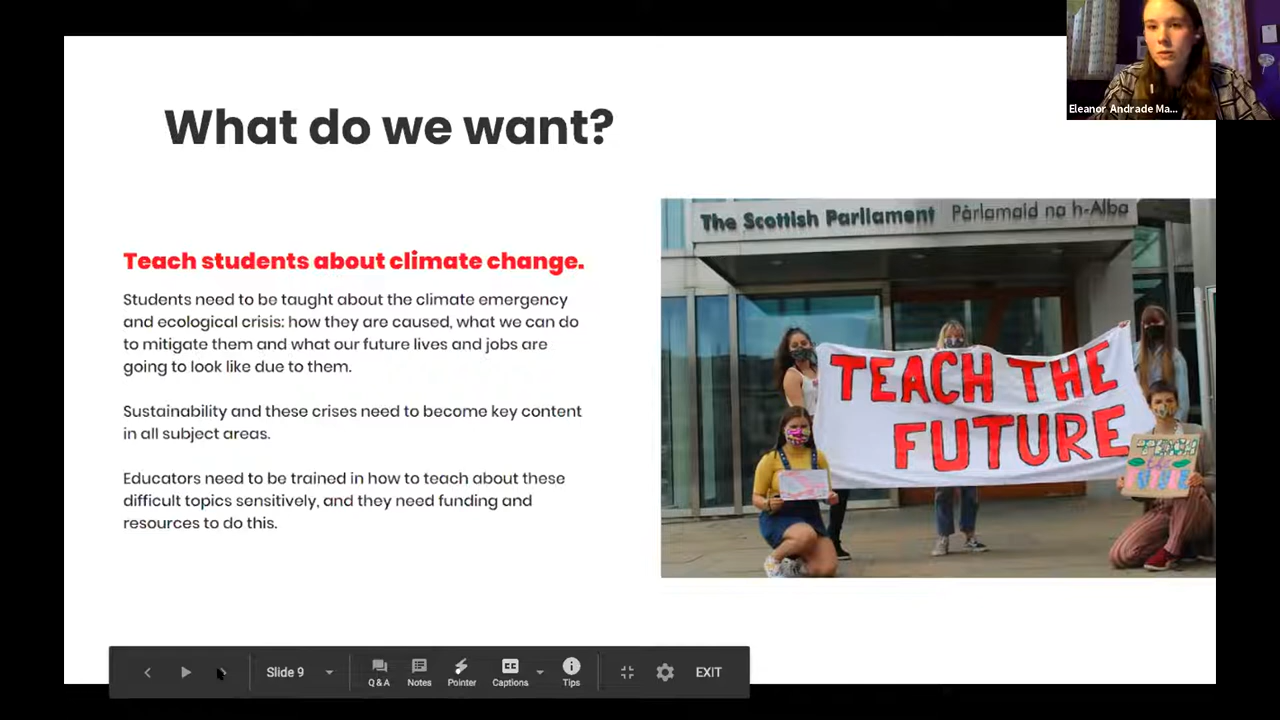 Eleanor Andrade Ma...
What do we want?
Teach students about climate change.
Students need to be taught about the climate emergency
and ecological crisis: how they are caused, what we can do
to mitigate them and what our future lives and jobs are
going to look like due to them.
Sustainability and these crises need to become key content
in all subject areas.
Educators need to be trained in how to teach about these
difficult topics sensitively, and they need funding and
resources to do this.
The Scottish Parliament Pàrlamaid na h-Alba
TEACH THE
FUTURE
TEACH
the
FUTURE
Slide 9
Q & A
Notes
Pointer
CC
Captions
Tips
EXIT